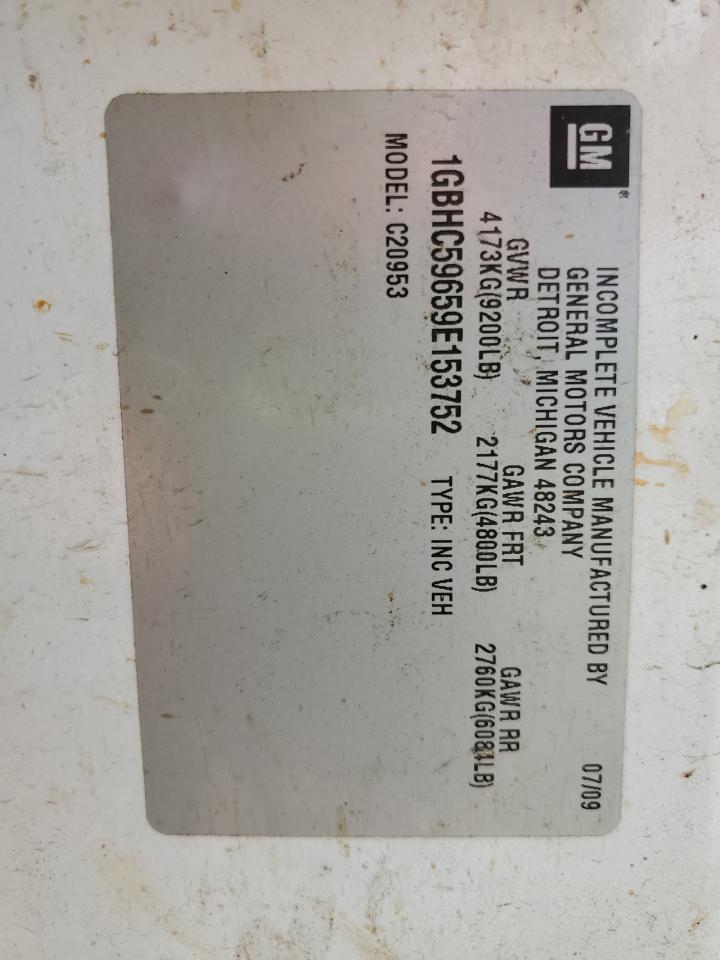 GM®
INCOMPLETE VEHICLE MANUFACTURED BY
GENERAL MOTORS COMPANY 07/09
DETROIT, MICHIGAN 48243
GVWR GAWR FRT GAWR RR
4173KG(9200LB) 2177KG(4800LB) 2760KG(6084LB)
1GBHC59659E153752 TYPE: INC VEH
MODEL: C20953